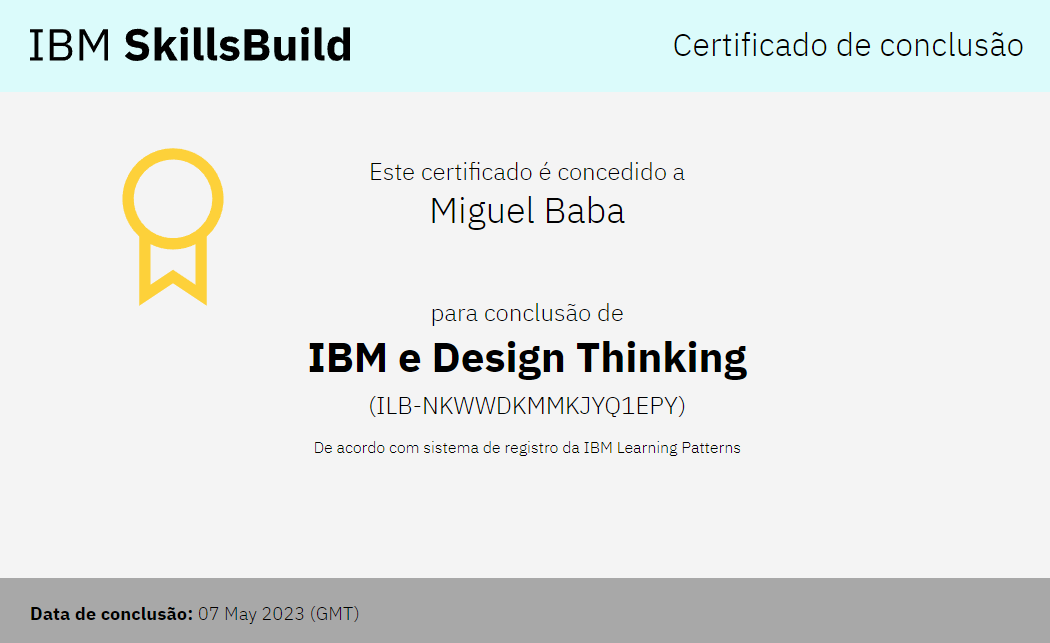 IBM SkillsBuild
Certificado de conclusão
Este certificado é concedido a
Miguel Baba
para conclusão de
IBM e Design Thinking
(ILB-NKWWDKMMKJYQ1EPY)
De acordo com sistema de registro da IBM Learning Patterns
Data de conclusão: 07 May 2023 (GMT)